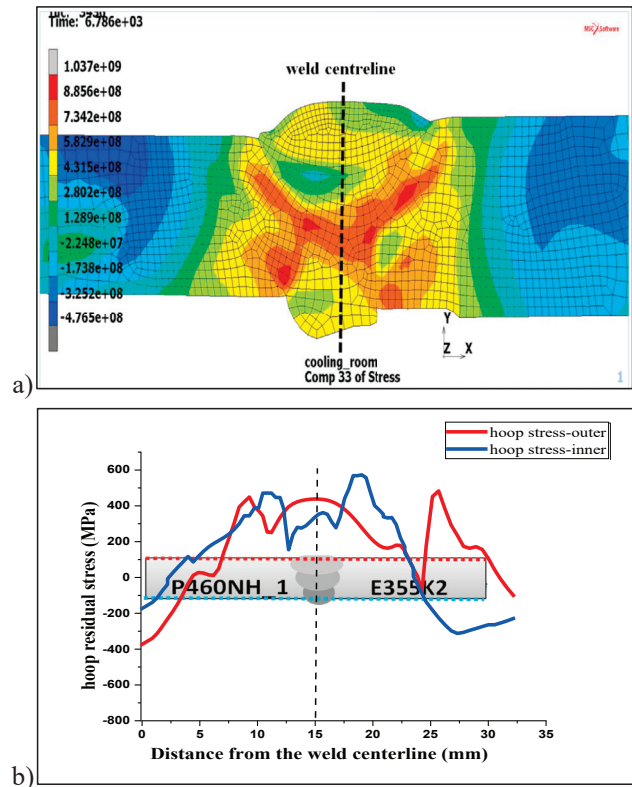 Time: 6.786e+03
MSC Software
1.037e+09
8.856e+08
7.342e+08
5.829e+08
4.315e+08
2.802e+08
1.289e+08
-2.248e+07
-1.738e+08
-3.252e+08
-4.765e+08
weld centreline
Y
Z X
cooling_room
Comp 33 of Stress
1
a)
hoop stress-outer
hoop stress-inner
hoop residual stress (MPa)
600
400
200
0
-200
-400
-600
-800
P460NH_1
E355K2
0 5 10 15 20 25 30 35
Distance from the weld centerline (mm)
b)